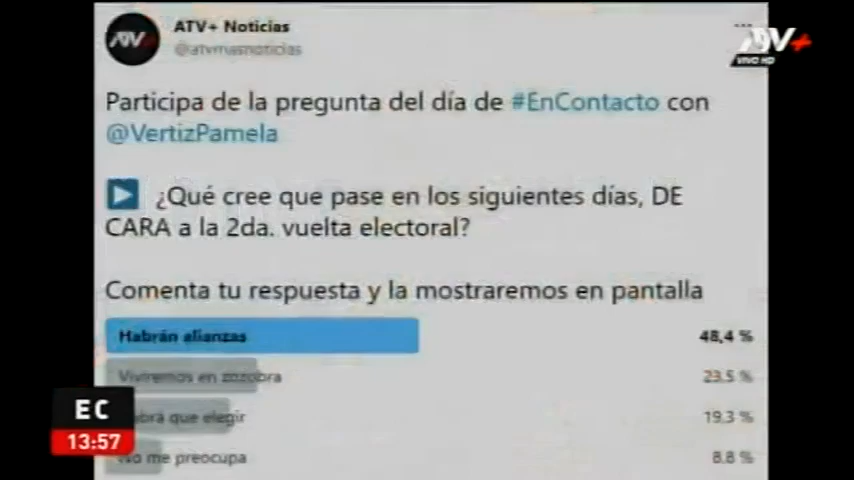 ATV+ Noticias
@atvmasnoticias
ATV+
VIVO HD
Participa de la pregunta del día de #EnContacto con
@VertizPamela
¿Qué cree que pase en los siguientes días, DE
CARA a la 2da. vuelta electoral?
Comenta tu respuesta y la mostraremos en pantalla
Habrán alianzas 48,4 %
Viviremos en zozobra 23.5 %
que elegir 19,3 %
No me preocupa 8,8 %
EC
13:57